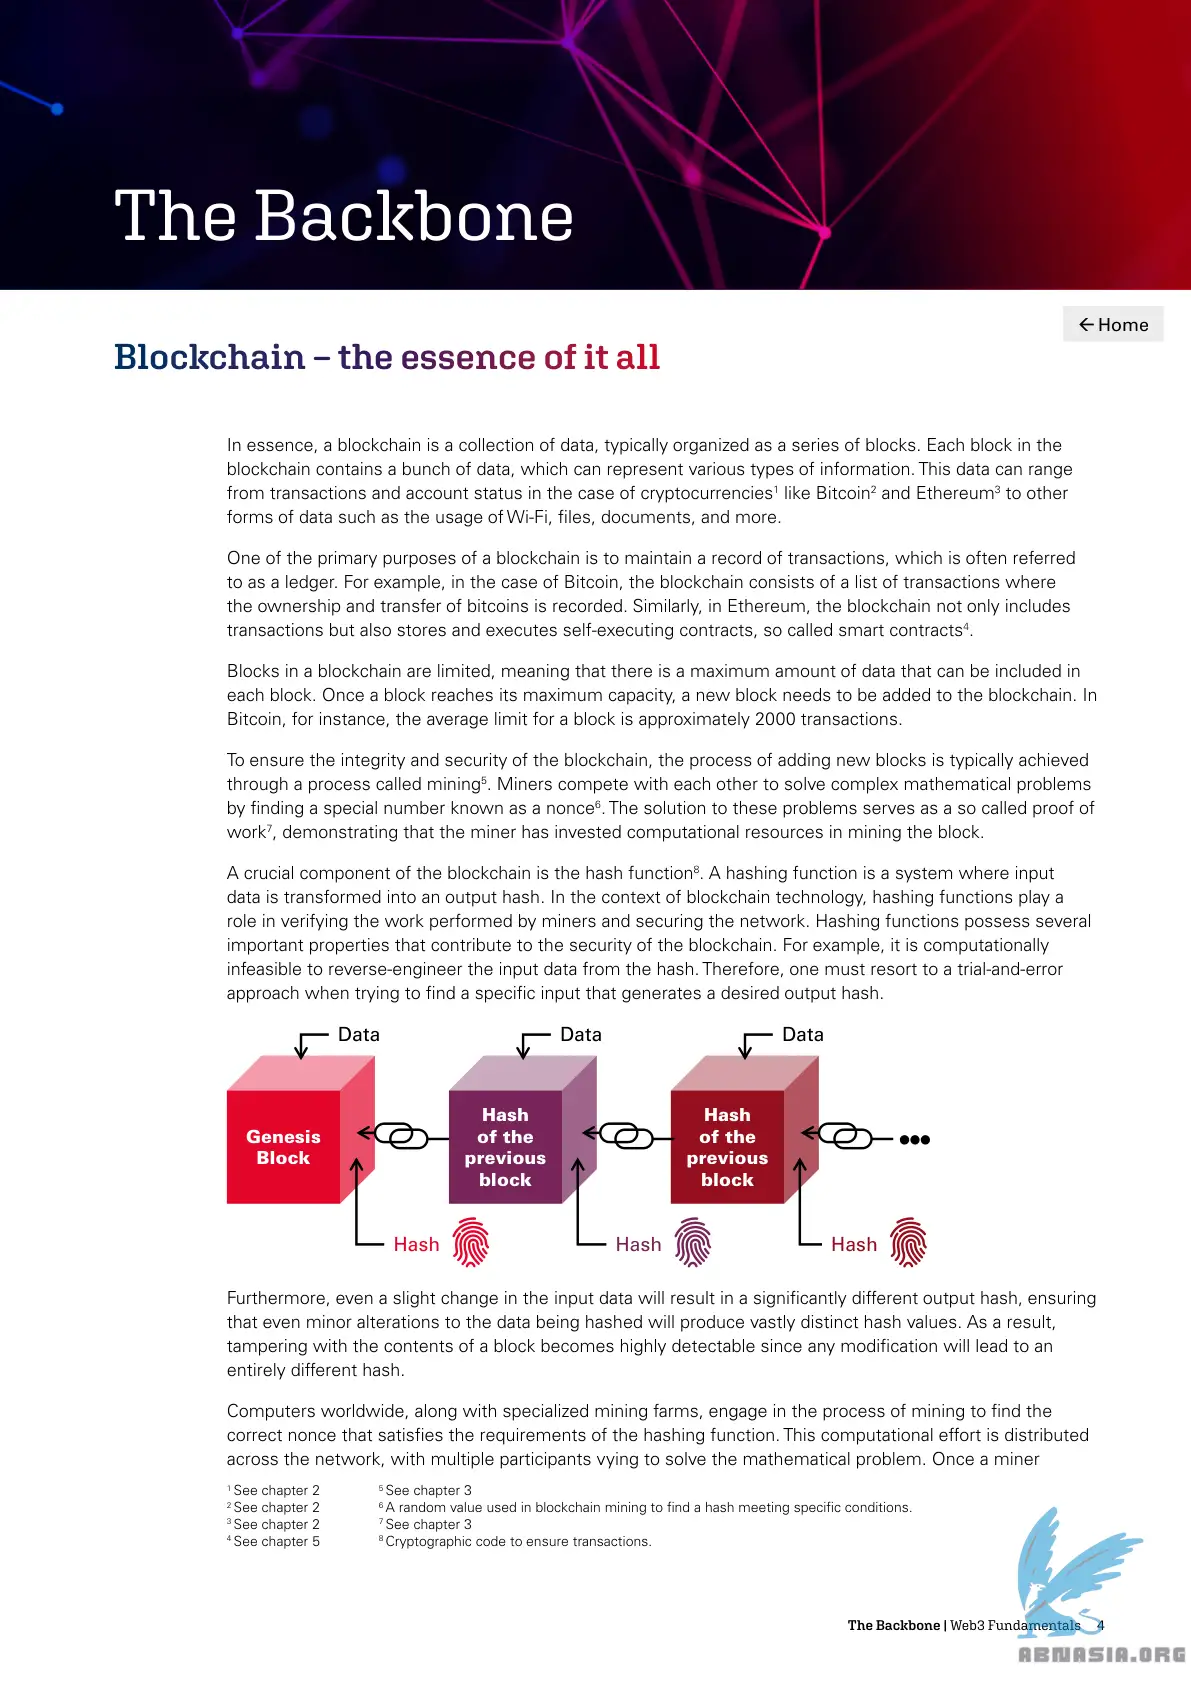 The Backbone
← Home
Blockchain – the essence of it all
In essence, a blockchain is a collection of data, typically organized as a series of blocks. Each block in the
blockchain contains a bunch of data, which can represent various types of information. This data can range
from transactions and account status in the case of cryptocurrencies¹ like Bitcoin² and Ethereum³ to other
forms of data such as the usage of Wi-Fi, files, documents, and more.
One of the primary purposes of a blockchain is to maintain a record of transactions, which is often referred
to as a ledger. For example, in the case of Bitcoin, the blockchain consists of a list of transactions where
the ownership and transfer of bitcoins is recorded. Similarly, in Ethereum, the blockchain not only includes
transactions but also stores and executes self-executing contracts, so called smart contracts⁴.
Blocks in a blockchain are limited, meaning that there is a maximum amount of data that can be included in
each block. Once a block reaches its maximum capacity, a new block needs to be added to the blockchain. In
Bitcoin, for instance, the average limit for a block is approximately 2000 transactions.
To ensure the integrity and security of the blockchain, the process of adding new blocks is typically achieved
through a process called mining⁵. Miners compete with each other to solve complex mathematical problems
by finding a special number known as a nonce⁶. The solution to these problems serves as a so called proof of
work⁷, demonstrating that the miner has invested computational resources in mining the block.
A crucial component of the blockchain is the hash function⁸. A hashing function is a system where input
data is transformed into an output hash. In the context of blockchain technology, hashing functions play a
role in verifying the work performed by miners and securing the network. Hashing functions possess several
important properties that contribute to the security of the blockchain. For example, it is computationally
infeasible to reverse-engineer the input data from the hash. Therefore, one must resort to a trial-and-error
approach when trying to find a specific input that generates a desired output hash.
Data
Data
Data
Genesis
Block
Hash
of the
previous
block
Hash
of the
previous
block
Hash
Hash
Hash
Furthermore, even a slight change in the input data will result in a significantly different output hash, ensuring
that even minor alterations to the data being hashed will produce vastly distinct hash values. As a result,
tampering with the contents of a block becomes highly detectable since any modification will lead to an
entirely different hash.
Computers worldwide, along with specialized mining farms, engage in the process of mining to find the
correct nonce that satisfies the requirements of the hashing function. This computational effort is distributed
across the network, with multiple participants vying to solve the mathematical problem. Once a miner
¹ See chapter 2
² See chapter 2
³ See chapter 2
⁴ See chapter 5
⁵ See chapter 3
⁶ A random value used in blockchain mining to find a hash meeting specific conditions.
⁷ See chapter 3
⁸ Cryptographic code to ensure transactions.
The Backbone | Web3 Fundamentals 4
ABNASIA.ORG